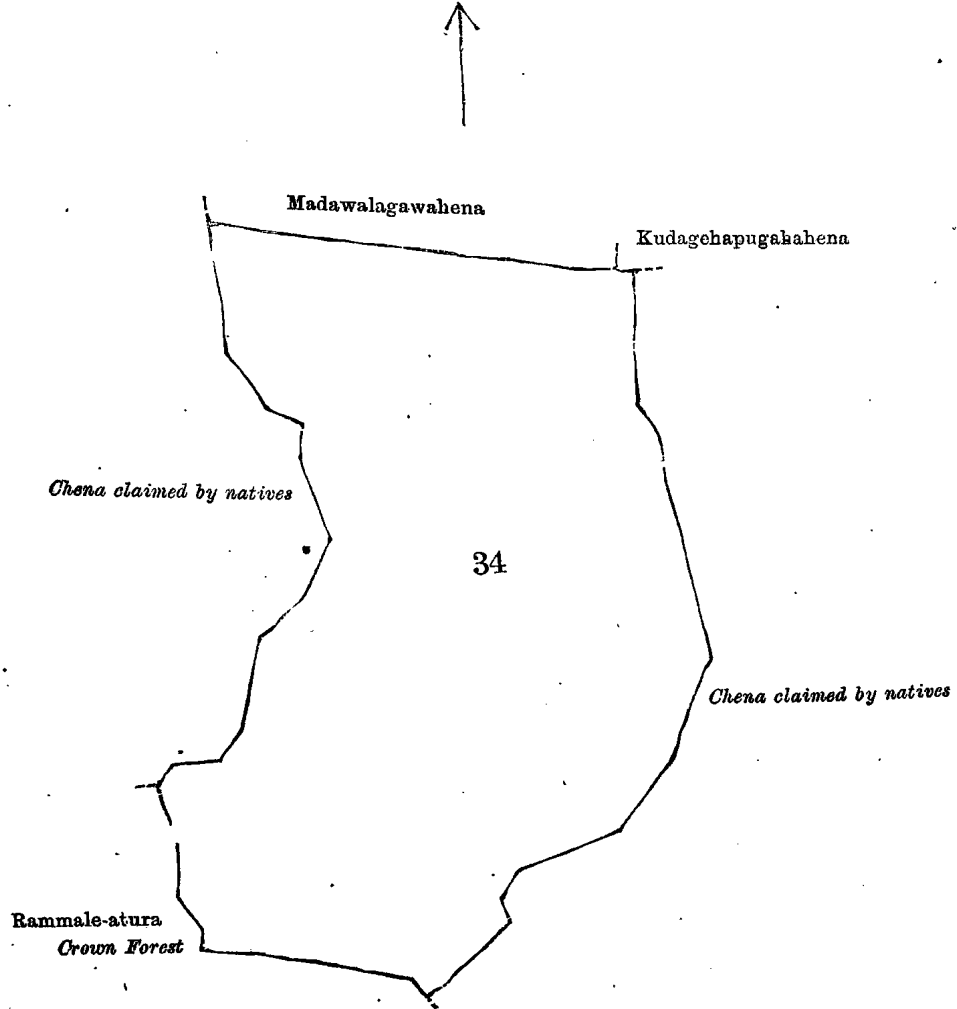 Madawalagawahena
Kudagehapugahahena
Chena claimed by natives
34
Chena claimed by natives
Rammale-atura
Crown Forest